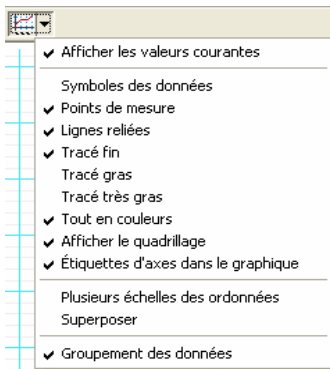 Afficher les valeurs courantes
Symboles des données
Points de mesure
Lignes reliées
Tracé fin
Tracé gras
Tracé très gras
Tout en couleurs
Afficher le quadrillage
Étiquettes d'axes dans le graphique
Plusieurs échelles des ordonnées
Superposer
Groupement des données